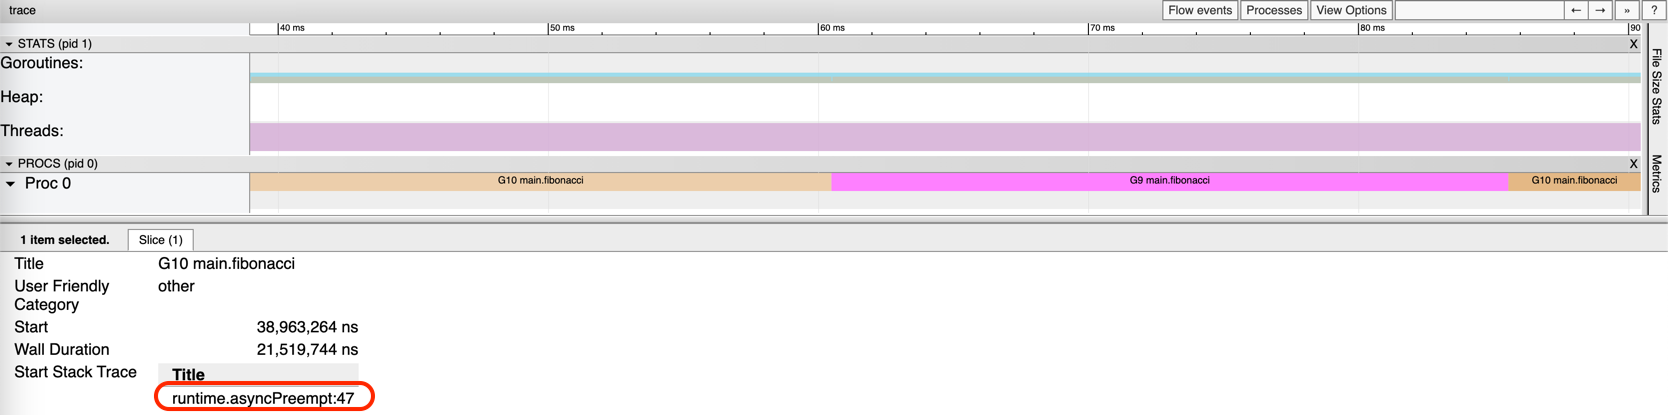 trace
Flow events Processes View Options ← → » ?
40 ms 50 ms 60 ms 70 ms 80 ms 90
STATS (pid 1) X
Goroutines:
Heap:
Threads:
PROCS (pid 0) X
Proc 0 G10 main.fibonacci G9 main.fibonacci G10 main.fibonacci
File Size Stats
Metrics
1 item selected. Slice (1)
Title G10 main.fibonacci
User Friendly other
Category
Start 38,963,264 ns
Wall Duration 21,519,744 ns
Start Stack Trace Title
runtime.asyncPreempt:47